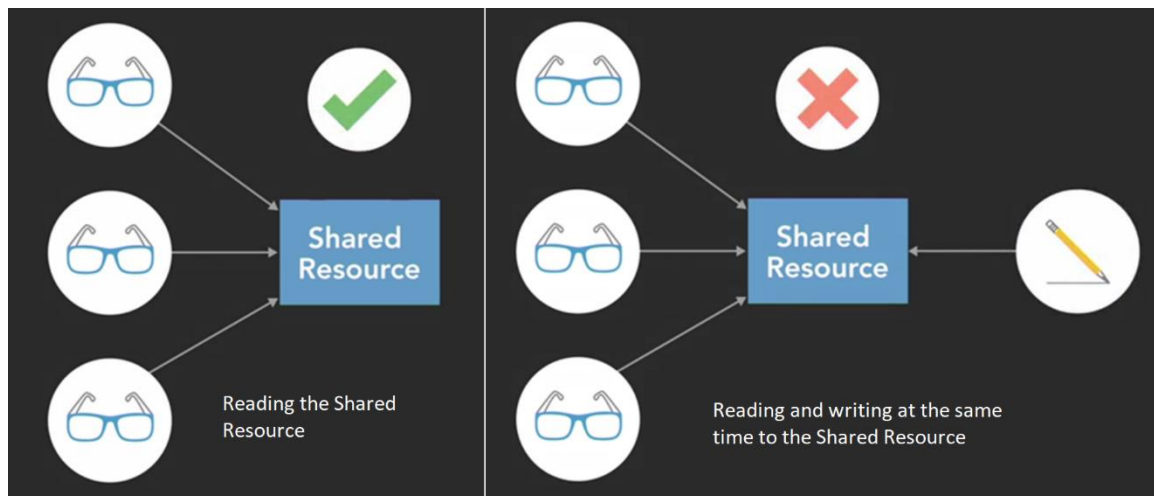 Shared
Resource
Reading the Shared
Resource
Shared
Resource
Reading and writing at the same
time to the Shared Resource